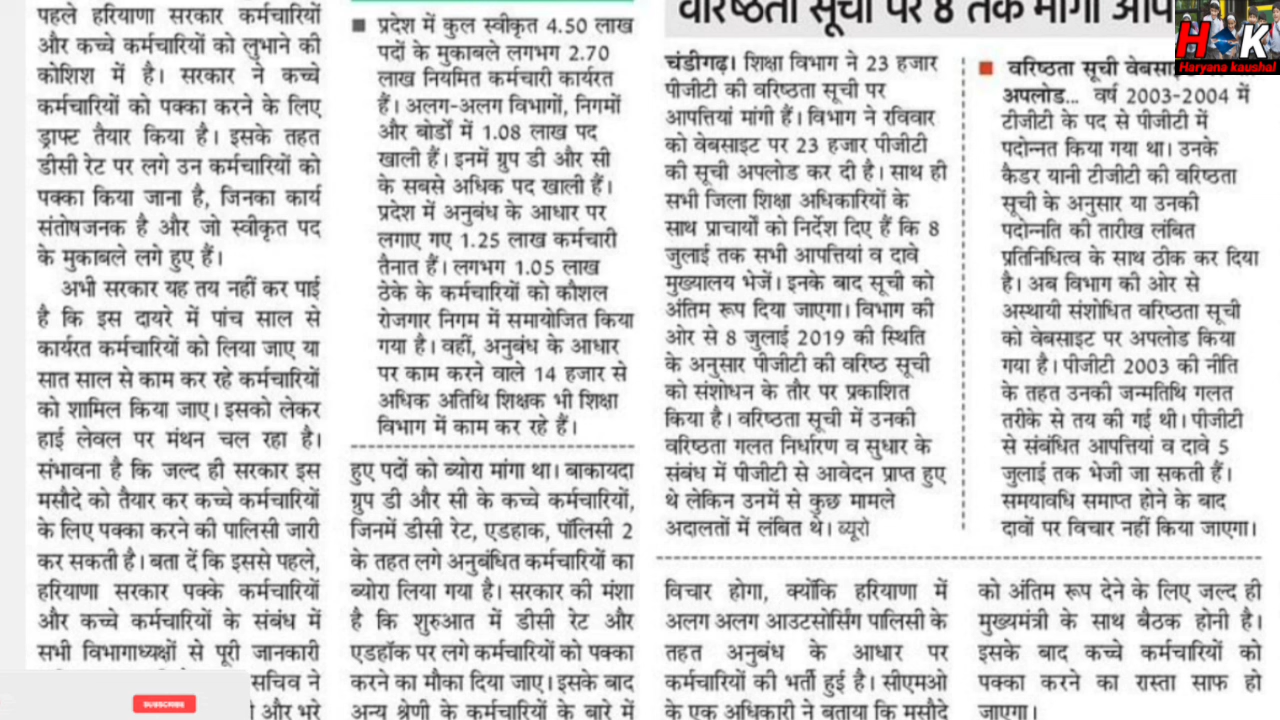 पहले हरियाणा सरकार कर्मचारियों
और कच्चे कर्मचारियों को लुभाने की
कोशिश में है। सरकार ने कच्चे
कर्मचारियों को पक्का करने के लिए
ड्राफ्ट तैयार किया है। इसके तहत
डीसी रेट पर लगे उन कर्मचारियों को
पक्का किया जाना है, जिनका कार्य
संतोषजनक है और जो स्वीकृत पद
के मुकाबले लगे हुए हैं।
अभी सरकार यह तय नहीं कर पाई
है कि इस दायरे में पांच साल से
कार्यरत कर्मचारियों को लिया जाए या
सात साल से काम कर रहे कर्मचारियों
को शामिल किया जाए। इसको लेकर
हाई लेवल पर मंथन चल रहा है।
संभावना है कि जल्द ही सरकार इस
मसौदे को तैयार कर कच्चे कर्मचारियों
के लिए पक्का करने की पालिसी जारी
कर सकती है। बता दें कि इससे पहले,
हरियाणा सरकार पक्के कर्मचारियों
और कच्चे कर्मचारियों के संबंध में
सभी विभागाध्यक्षों से पूरी जानकारी
सचिव ने
और भरे
SUBSCRIBE
■ प्रदेश में कुल स्वीकृत 4.50 लाख
पदों के मुकाबले लगभग 2.70
लाख नियमित कर्मचारी कार्यरत
हैं। अलग-अलग विभागों, निगमों
और बोर्डों में 1.08 लाख पद
खाली हैं। इनमें ग्रुप डी और सी
के सबसे अधिक पद खाली हैं।
प्रदेश में अनुबंध के आधार पर
लगाए गए 1.25 लाख कर्मचारी
तैनात हैं। लगभग 1.05 लाख
ठेके के कर्मचारियों को कौशल
रोजगार निगम में समायोजित किया
गया है। वहीं, अनुबंध के आधार
पर काम करने वाले 14 हजार से
अधिक अतिथि शिक्षक भी शिक्षा
विभाग में काम कर रहे हैं।
हुए पदों को ब्योरा मांगा था। बाकायदा
ग्रुप डी और सी के कच्चे कर्मचारियों,
जिनमें डीसी रेट, एडहाक, पॉलिसी 2
के तहत लगे अनुबंधित कर्मचारियों का
ब्योरा लिया गया है। सरकार की मंशा
है कि शुरुआत में डीसी रेट और
एडहॉक पर लगे कर्मचारियों को पक्का
करने का मौका दिया जाए। इसके बाद
अन्य श्रेणी के कर्मचारियों के बारे में
वरिष्ठता सूची पर 8 तक मांगी
चंडीगढ़। शिक्षा विभाग ने 23 हजार
पीजीटी की वरिष्ठता सूची पर
आपत्तियां मांगी हैं। विभाग ने रविवार
को वेबसाइट पर 23 हजार पीजीटी
की सूची अपलोड कर दी है। साथ ही
सभी जिला शिक्षा अधिकारियों के
साथ प्राचार्यों को निर्देश दिए हैं कि 8
जुलाई तक सभी आपत्तियां व दावे
मुख्यालय भेजें। इनके बाद सूची को
अंतिम रूप दिया जाएगा। विभाग की
ओर से 8 जुलाई 2019 की स्थिति
के अनुसार पीजीटी की वरिष्ठ सूची
को संशोधन के तौर पर प्रकाशित
किया है। वरिष्ठता सूची में उनकी
वरिष्ठता गलत निर्धारण व सुधार के
संबंध में पीजीटी से आवेदन प्राप्त हुए
थे लेकिन उनमें से कुछ मामले
अदालतों में लंबित थे। ब्यूरो
■ वरिष्ठता सूची
अपलोड... वर्ष 2003-2004 में
टीजीटी के पद से पीजीटी में
पदोन्नत किया गया था। उनके
कैडर यानी टीजीटी की वरिष्ठता
सूची के अनुसार या उनकी
पदोन्नति की तारीख लंबित
प्रतिनिधित्व के साथ ठीक कर दिया
है। अब विभाग की ओर से
अस्थायी संशोधित वरिष्ठता सूची
को वेबसाइट पर अपलोड किया
गया है। पीजीटी 2003 की नीति
के तहत उनकी जन्मतिथि गलत
तरीके से तय की गई थी। पीजीटी
से संबंधित आपत्तियां व दावे 5
जुलाई तक भेजी जा सकती हैं।
समयावधि समाप्त होने के बाद
दावों पर विचार नहीं किया जाएगा।
विचार होगा, क्योंकि हरियाणा में
अलग अलग आउटसोर्सिंग पालिसी के
तहत अनुबंध के आधार पर
कर्मचारियों की भर्ती हुई है। सीएमओ
के एक अधिकारी ने बताया कि मसौदे
को अंतिम रूप देने के लिए जल्द ही
मुख्यमंत्री के साथ बैठक होनी है।
इसके बाद कच्चे कर्मचारियों को
पक्का करने का रास्ता साफ हो
जाएगा।
H K
Haryana kaushal